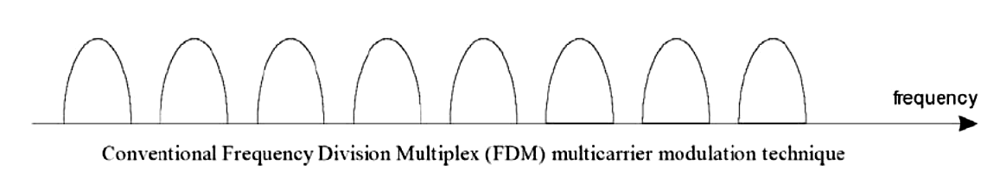 frequency
Conventional Frequency Division Multiplex (FDM) multicarrier modulation technique